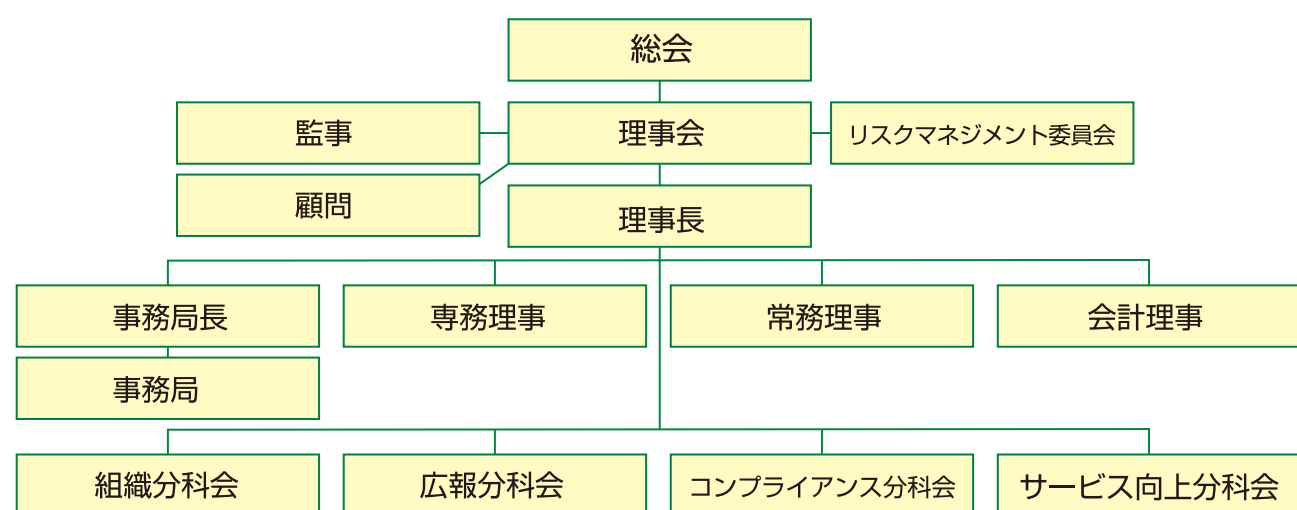 総会
監事
理事会
リスクマネジメント委員会
顧問
理事長
事務局長
専務理事
常務理事
会計理事
事務局
組織分科会
広報分科会
コンプライアンス分科会
サービス向上分科会